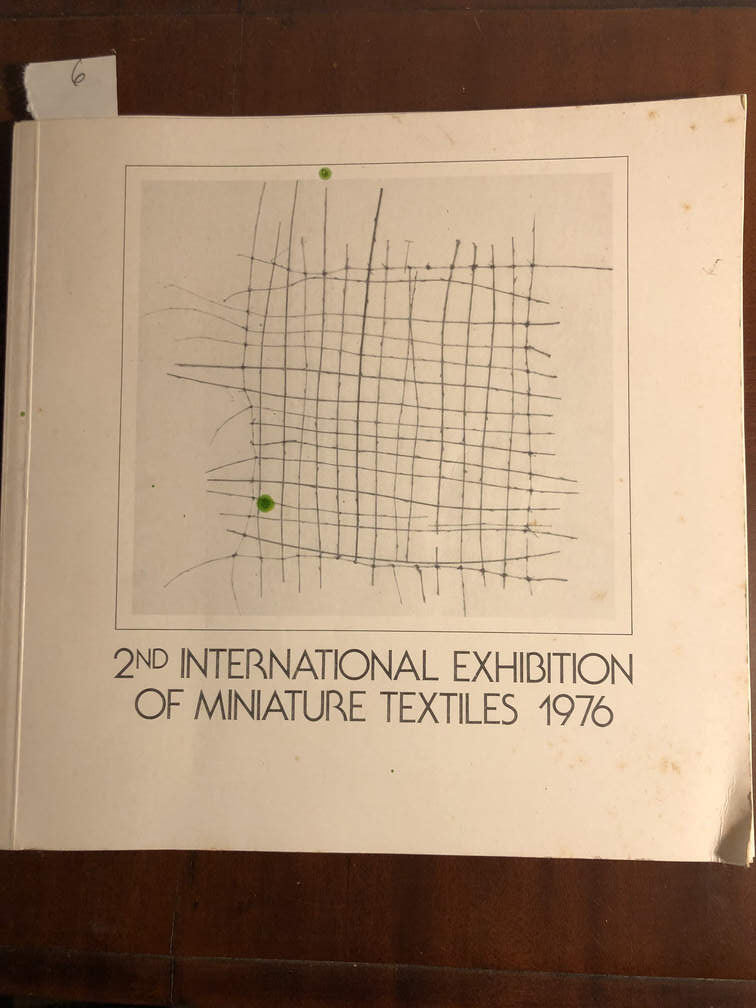 6
2ND INTERNATIONAL EXHIBITION
OF MINIATURE TEXTILES 1976